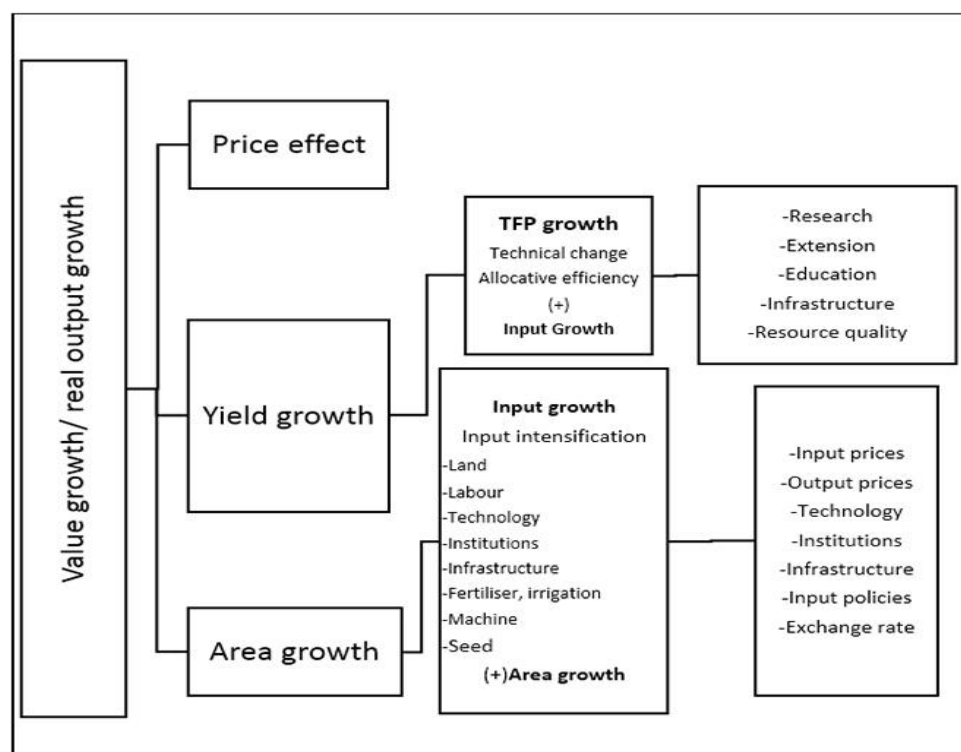 Value growth/ real output growth
Price effect
Yield growth
Area growth
TFP growth
Technical change
Allocative efficiency
(+)
Input Growth
Input growth
Input intensification
-Land
-Labour
-Technology
-Institutions
-Infrastructure
-Fertiliser, irrigation
-Machine
-Seed
(+)Area growth
-Research
-Extension
-Education
-Infrastructure
-Resource quality
-Input prices
-Output prices
-Technology
-Institutions
-Infrastructure
-Input policies
-Exchange rate